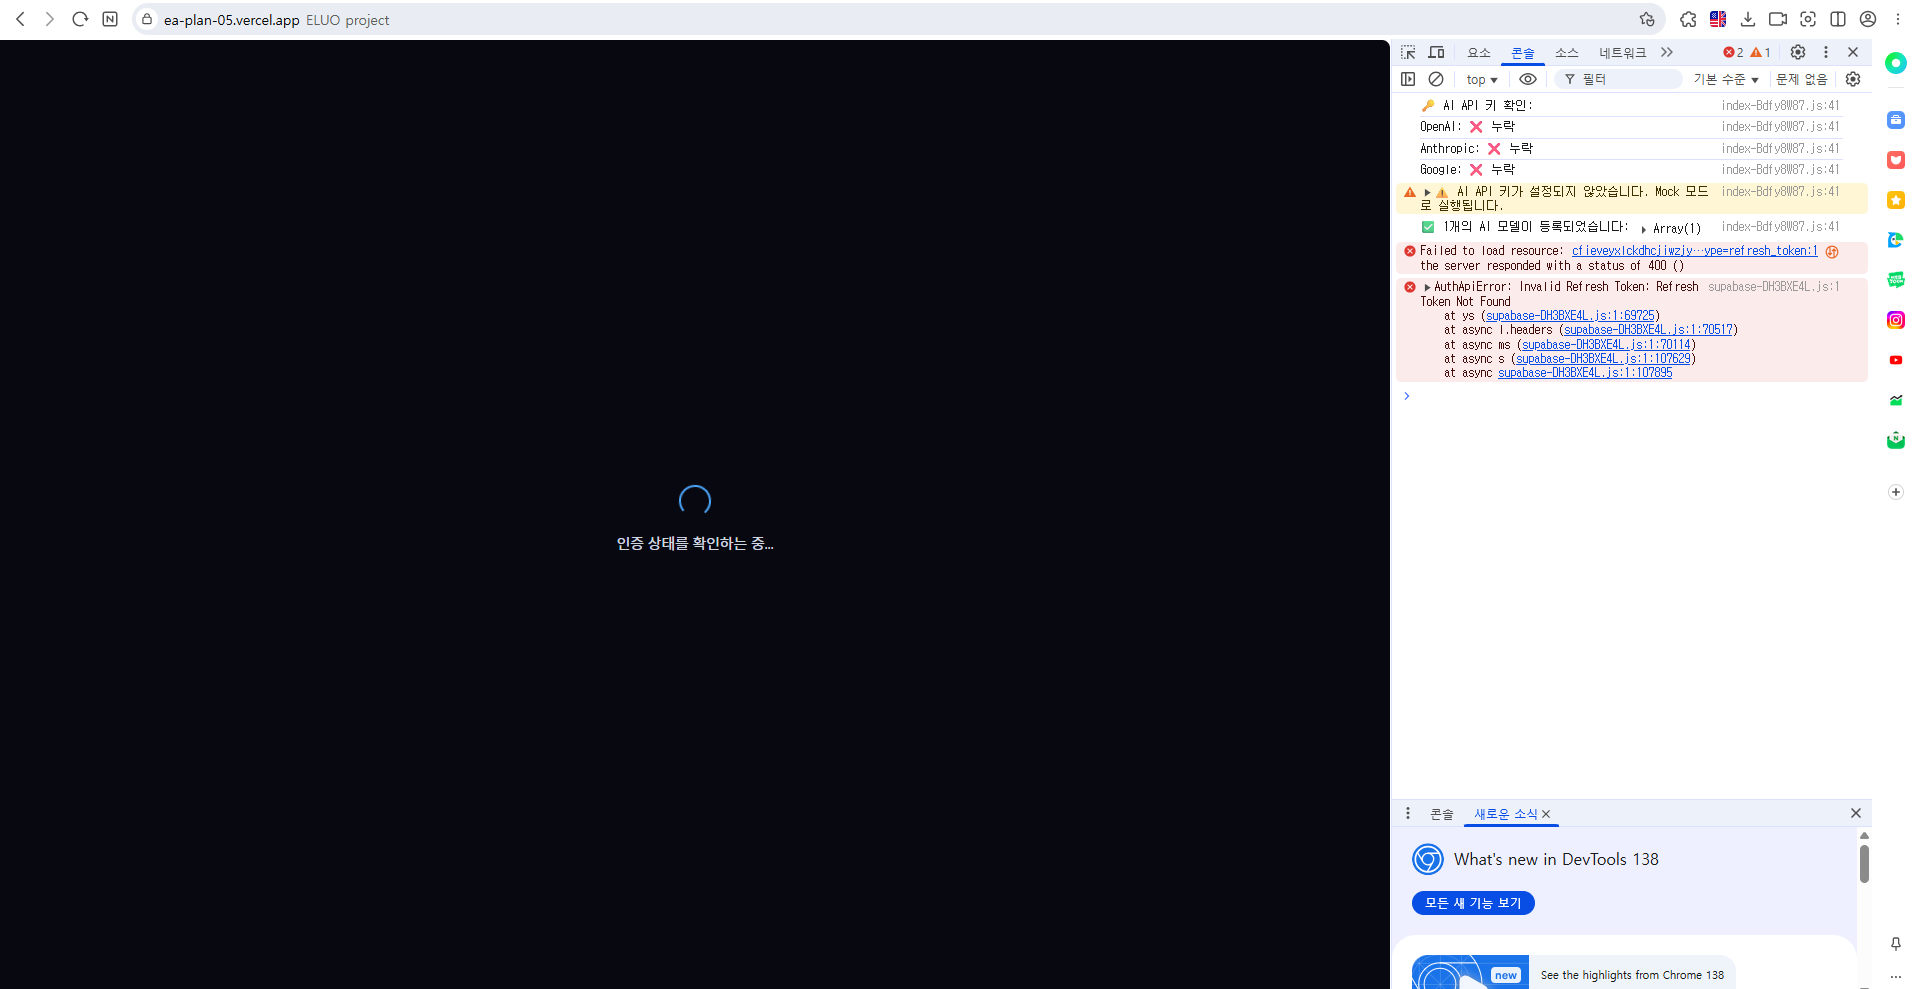 ea-plan-05.vercel.app ELUO project
요소 콘솔 소스 네트워크 2 1
top 필터 기본 수준 문제 없음
🔑 AI API 키 확인: index-Bdfy8W87.js:41
OpenAI: ❌ 누락 index-Bdfy8W87.js:41
Anthropic: ❌ 누락 index-Bdfy8W87.js:41
Google: ❌ 누락 index-Bdfy8W87.js:41
⚠️ AI API 키가 설정되지 않았습니다. Mock 모드 index-Bdfy8W87.js:41
로 실행됩니다.
✅ 1개의 AI 모델이 등록되었습니다: ▸ Array(1) index-Bdfy8W87.js:41
Failed to load resource: cfieveyxlckdhcjiwzjy…ype=refresh_token:1
the server responded with a status of 400 ()
▸ AuthApiError: Invalid Refresh Token: Refresh supabase-DH3BXE4L.js:1
Token Not Found
at ys (supabase-DH3BXE4L.js:1:69725)
at async l.headers (supabase-DH3BXE4L.js:1:70517)
at async ms (supabase-DH3BXE4L.js:1:70114)
at async s (supabase-DH3BXE4L.js:1:107629)
at async supabase-DH3BXE4L.js:1:107895
인증 상태를 확인하는 중...
콘솔 새로운 소식
What's new in DevTools 138
모든 새 기능 보기
new See the highlights from Chrome 138